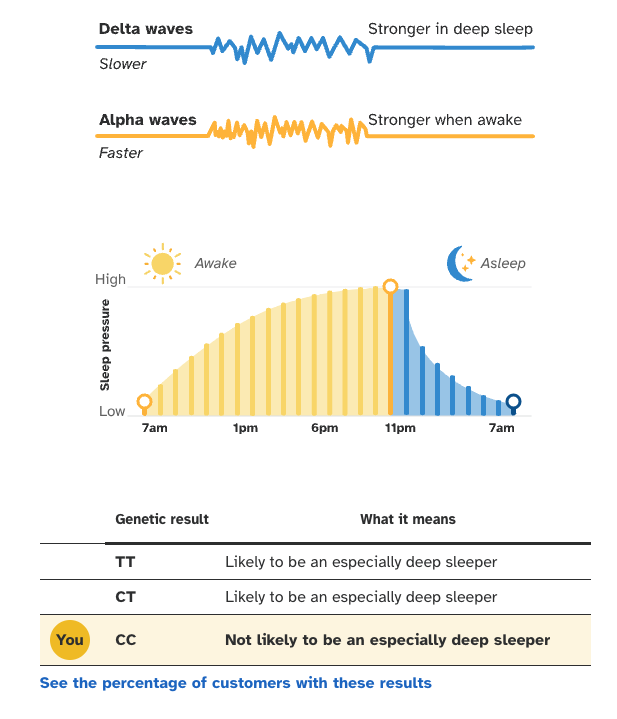 Delta waves Stronger in deep sleep
Slower
Alpha waves Stronger when awake
Faster
Awake Asleep
High
Sleep pressure
Low
7am 1pm 6pm 11pm 7am
Genetic result What it means
TT Likely to be an especially deep sleeper
CT Likely to be an especially deep sleeper
You CC Not likely to be an especially deep sleeper
See the percentage of customers with these results